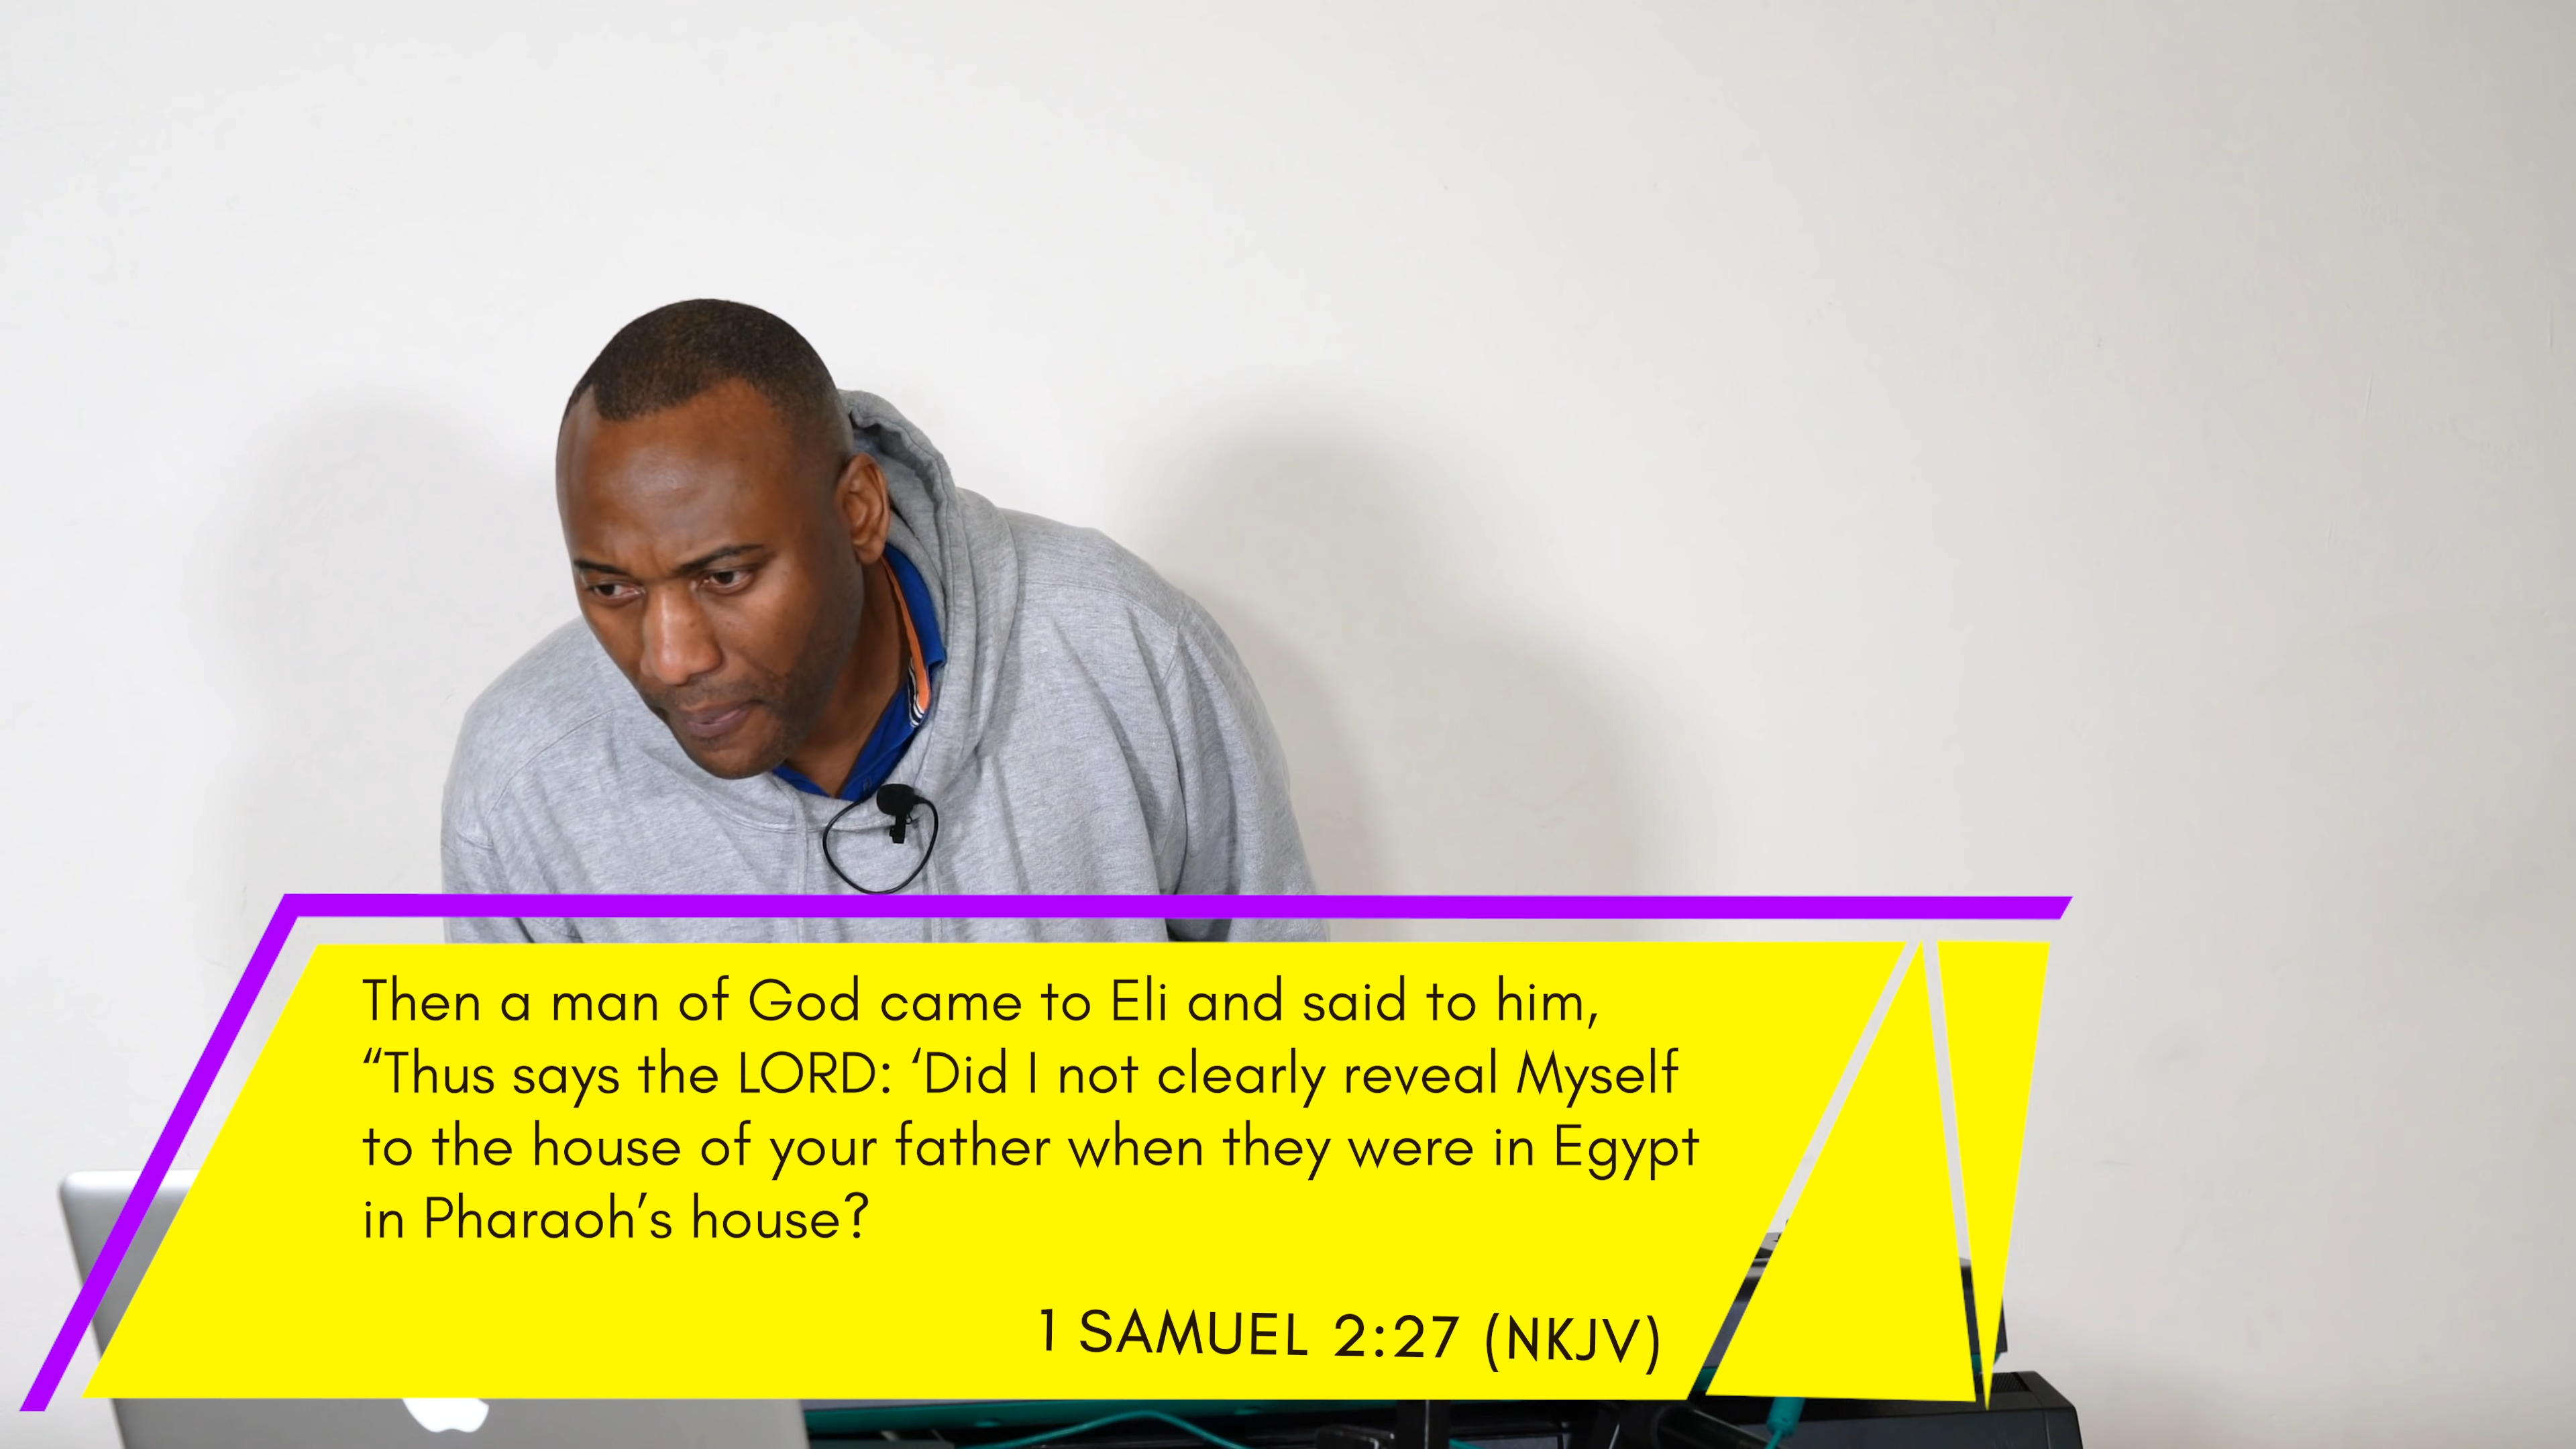 Then a man of God came to Eli and said to him,
“Thus says the LORD: ‘Did I not clearly reveal Myself
to the house of your father when they were in Egypt
in Pharaoh’s house?
1 SAMUEL 2:27 (NKJV)